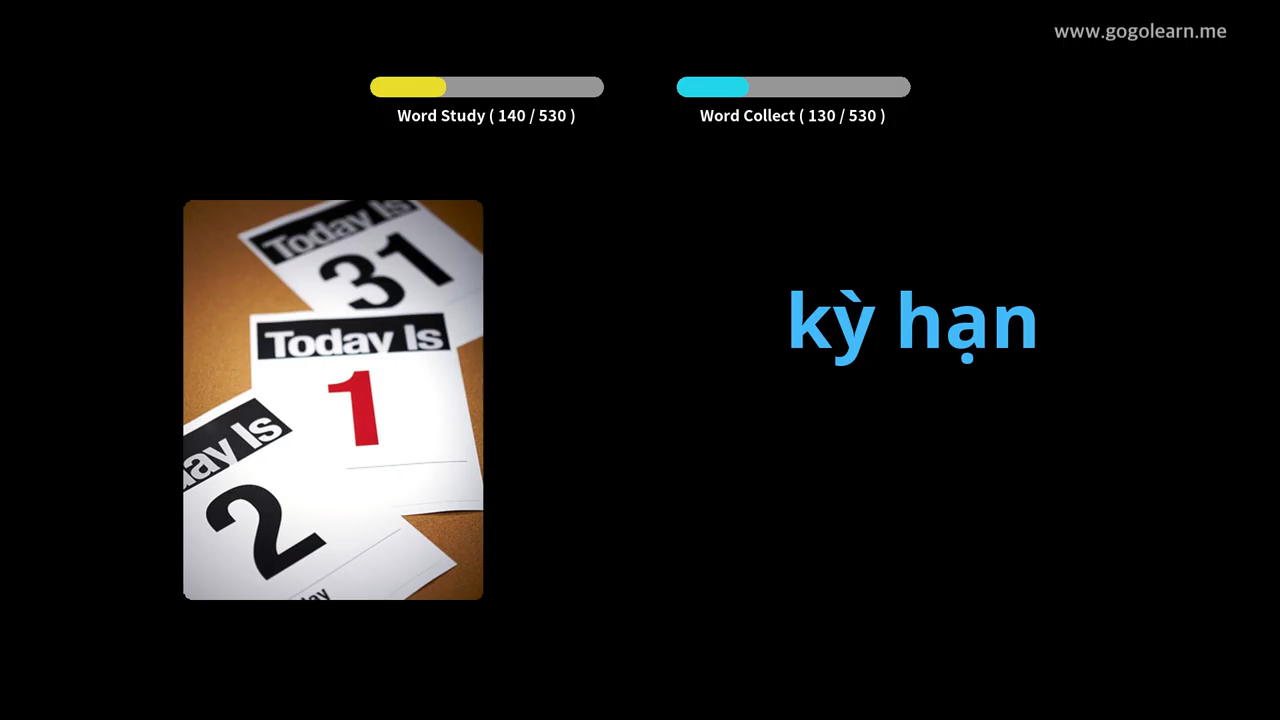 www.gogolearn.me
Word Study ( 140 / 530 )
Word Collect ( 130 / 530 )
Today Is
31
Today Is
1
ay Is
2
ay
kỳ hạn